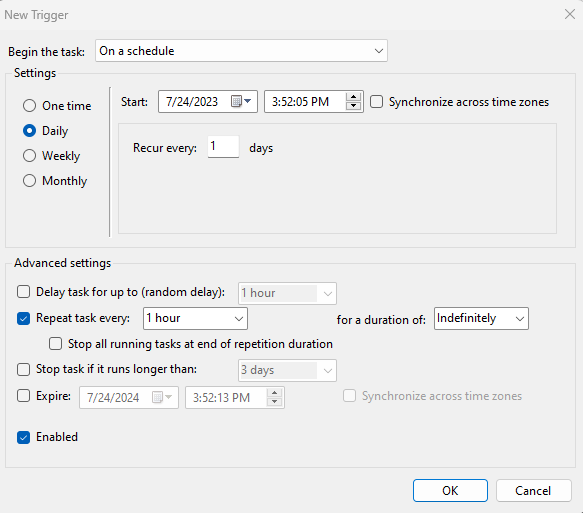 New Trigger
Begin the task: On a schedule
Settings
One time
Start: 7/24/2023 3:52:05 PM Synchronize across time zones
Daily
Recur every: 1 days
Weekly
Monthly
Advanced settings
Delay task for up to (random delay): 1 hour
Repeat task every: 1 hour for a duration of: Indefinitely
Stop all running tasks at end of repetition duration
Stop task if it runs longer than: 3 days
Expire: 7/24/2024 3:52:13 PM Synchronize across time zones
Enabled
OK Cancel